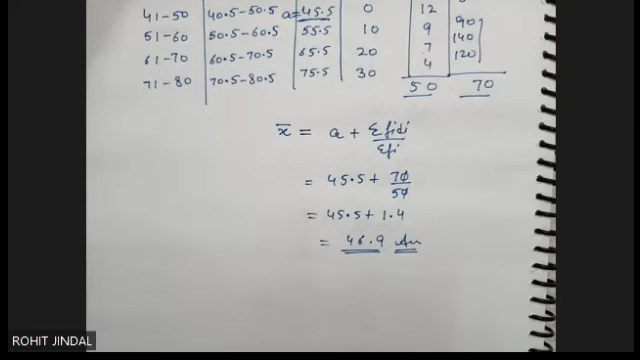 0
41-50 40.5-50.5 a=45.5 0 12
51-60 50.5-60.5 55.5 10 9 90
61-70 60.5-70.5 65.5 20 7 140
71-80 70.5-80.5 75.5 30 4 120
50 70
x̄ = a + Σfidi / Σfi
= 45.5 + 70/50
= 45.5 + 1.4
= 46.9 Ans
ROHIT JINDAL